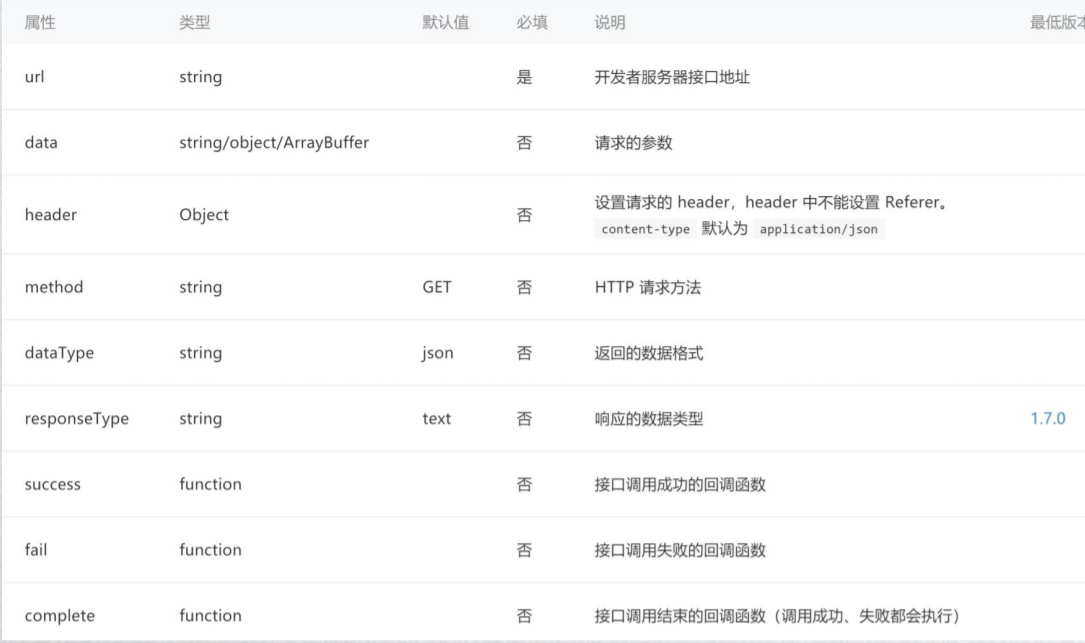 属性 类型 默认值 必填 说明 最低版本
url string 是 开发者服务器接口地址
data string/object/ArrayBuffer 否 请求的参数
设置请求的 header，header 中不能设置 Referer。
header Object 否
content-type 默认为 application/json
method string GET 否 HTTP 请求方法
dataType string json 否 返回的数据格式
responseType string text 否 响应的数据类型 1.7.0
success function 否 接口调用成功的回调函数
fail function 否 接口调用失败的回调函数
complete function 否 接口调用结束的回调函数（调用成功、失败都会执行）